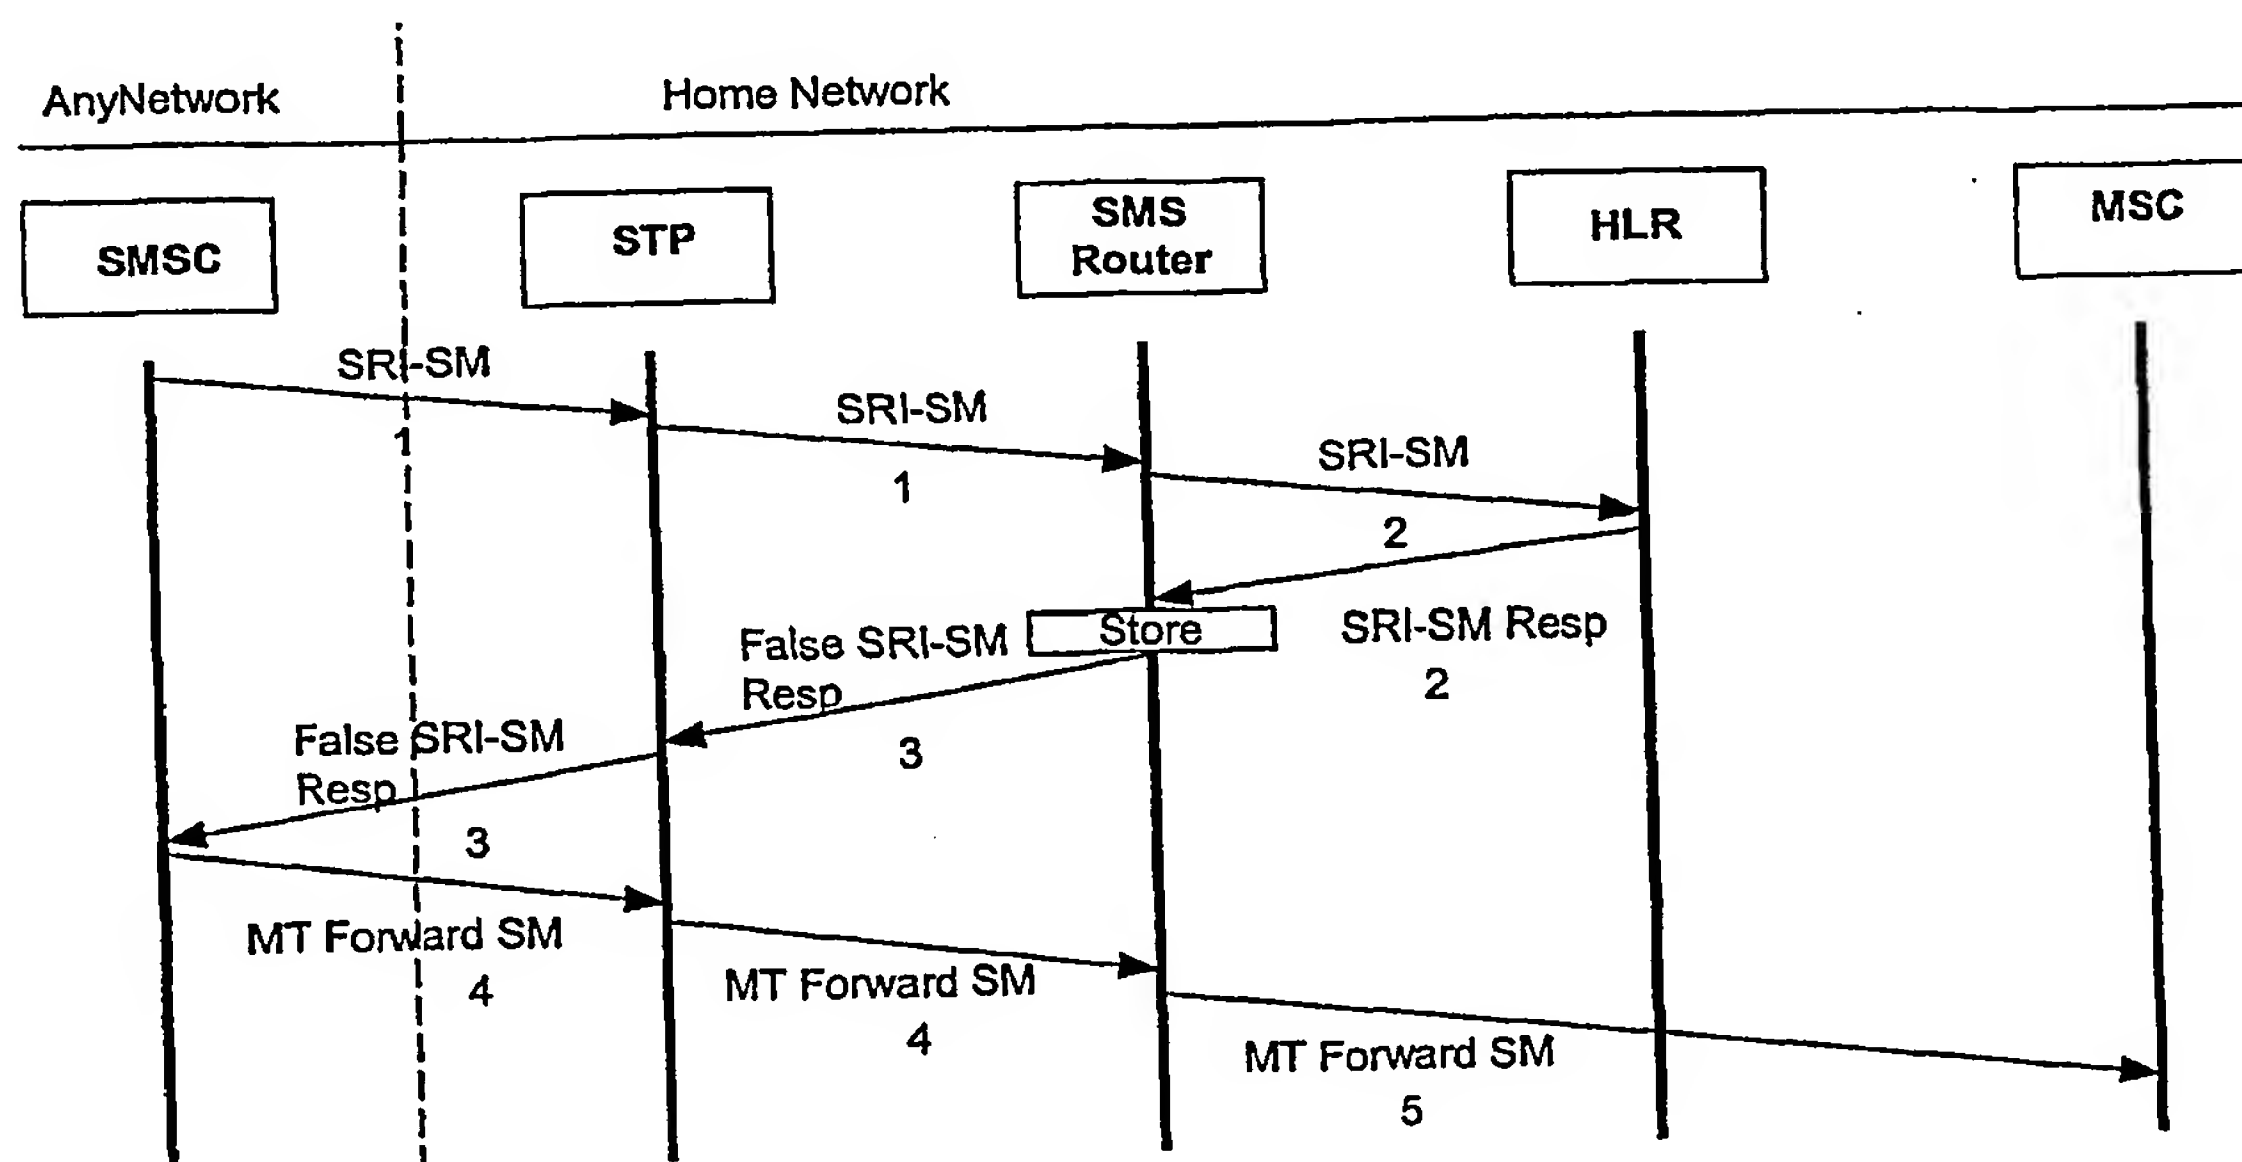 AnyNetwork
Home Network
SMSC
STP
SMS
Router
HLR
MSC
SRI-SM
1
SRI-SM
1
SRI-SM
2
SRI-SM Resp
2
Store
False SRI-SM
Resp
3
False SRI-SM
Resp
3
MT Forward SM
4
MT Forward SM
4
MT Forward SM
5